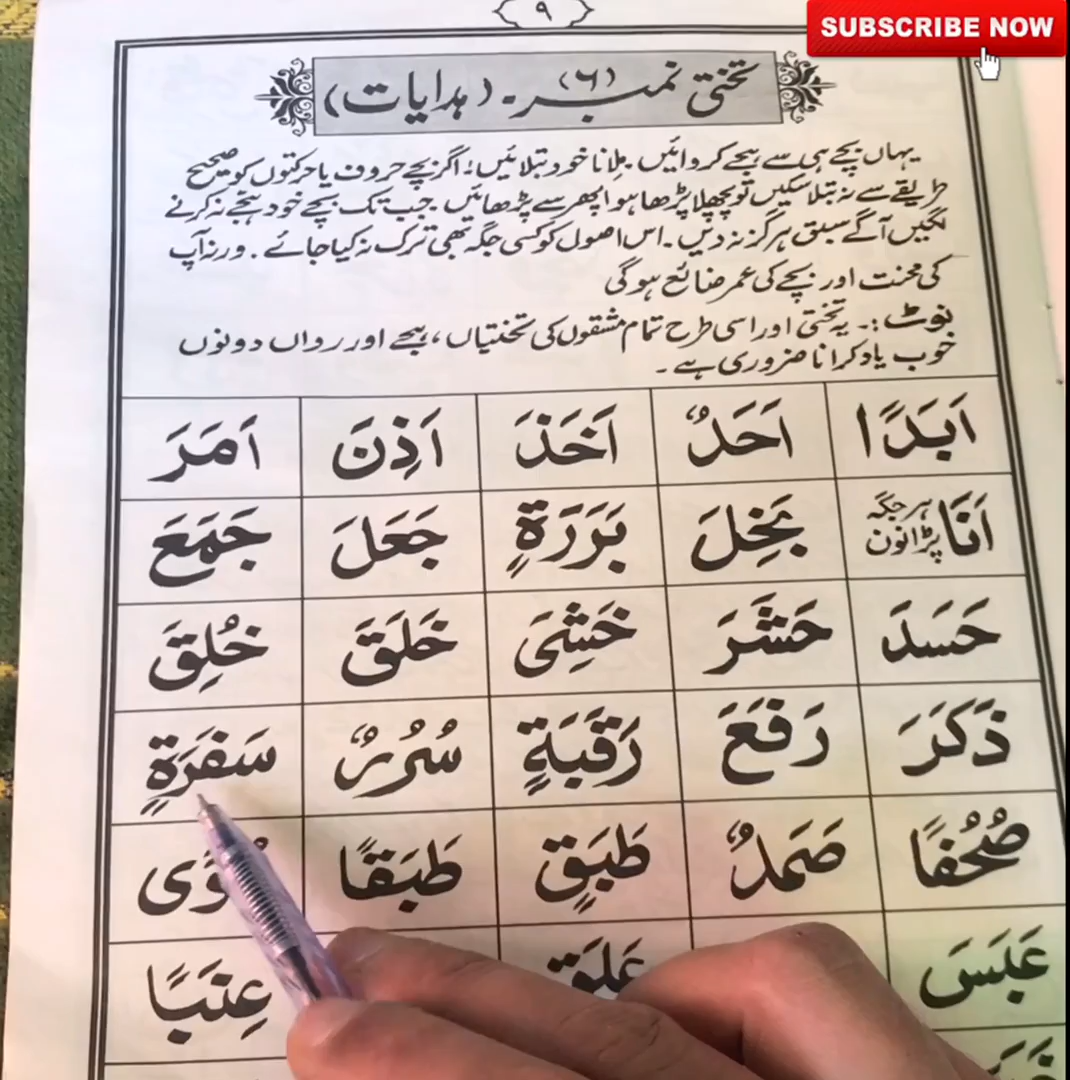 ۹
SUBSCRIBE NOW
تختی نمبر (۶)۔ (ہدایات)
یہاں بچے ہی سے ہجے کروائیں۔ ملانا خود بتلائیں؛ اگر بچے حروف یا حرکتوں کو صحیح
طریقے سے نہ بتلا سکیں تو پچھلا پڑھا ہوا پھر سے پڑھائیں۔ جب تک بچے خود ہجے نہ کرنے
لگیں آگے سبق ہرگز نہ دیں۔ اس اصول کو کسی جگہ بھی ترک نہ کیا جائے۔ ورنہ آپ
کی محنت اور بچے کی عمر ضائع ہوگی
نوٹ:۔ یہ تختی اور اسی طرح تمام مشقوں کی تختیاں، ہجے اور رواں دونوں
خوب یاد کرانا ضروری ہے۔
اَبَدًا اَحَدٌ اَخَذَ اَذِنَ اَمَرَ
اَنَا ہر جگہ پڑا نون بَخِلَ بَرَرَةٍ جَعَلَ جَمَعَ
حَسَدَ حَشَرَ خَشِیَ خَلَقَ خُلِقَ
ذَكَرَ رَفَعَ رَقَبَةٍ سُرُرٌ سَفَرَةٍ
صُحُفًا صَمَدٌ طَبَقٍ طَبَقًا
عَبَسَ عَلَقٍ عِنَبًا